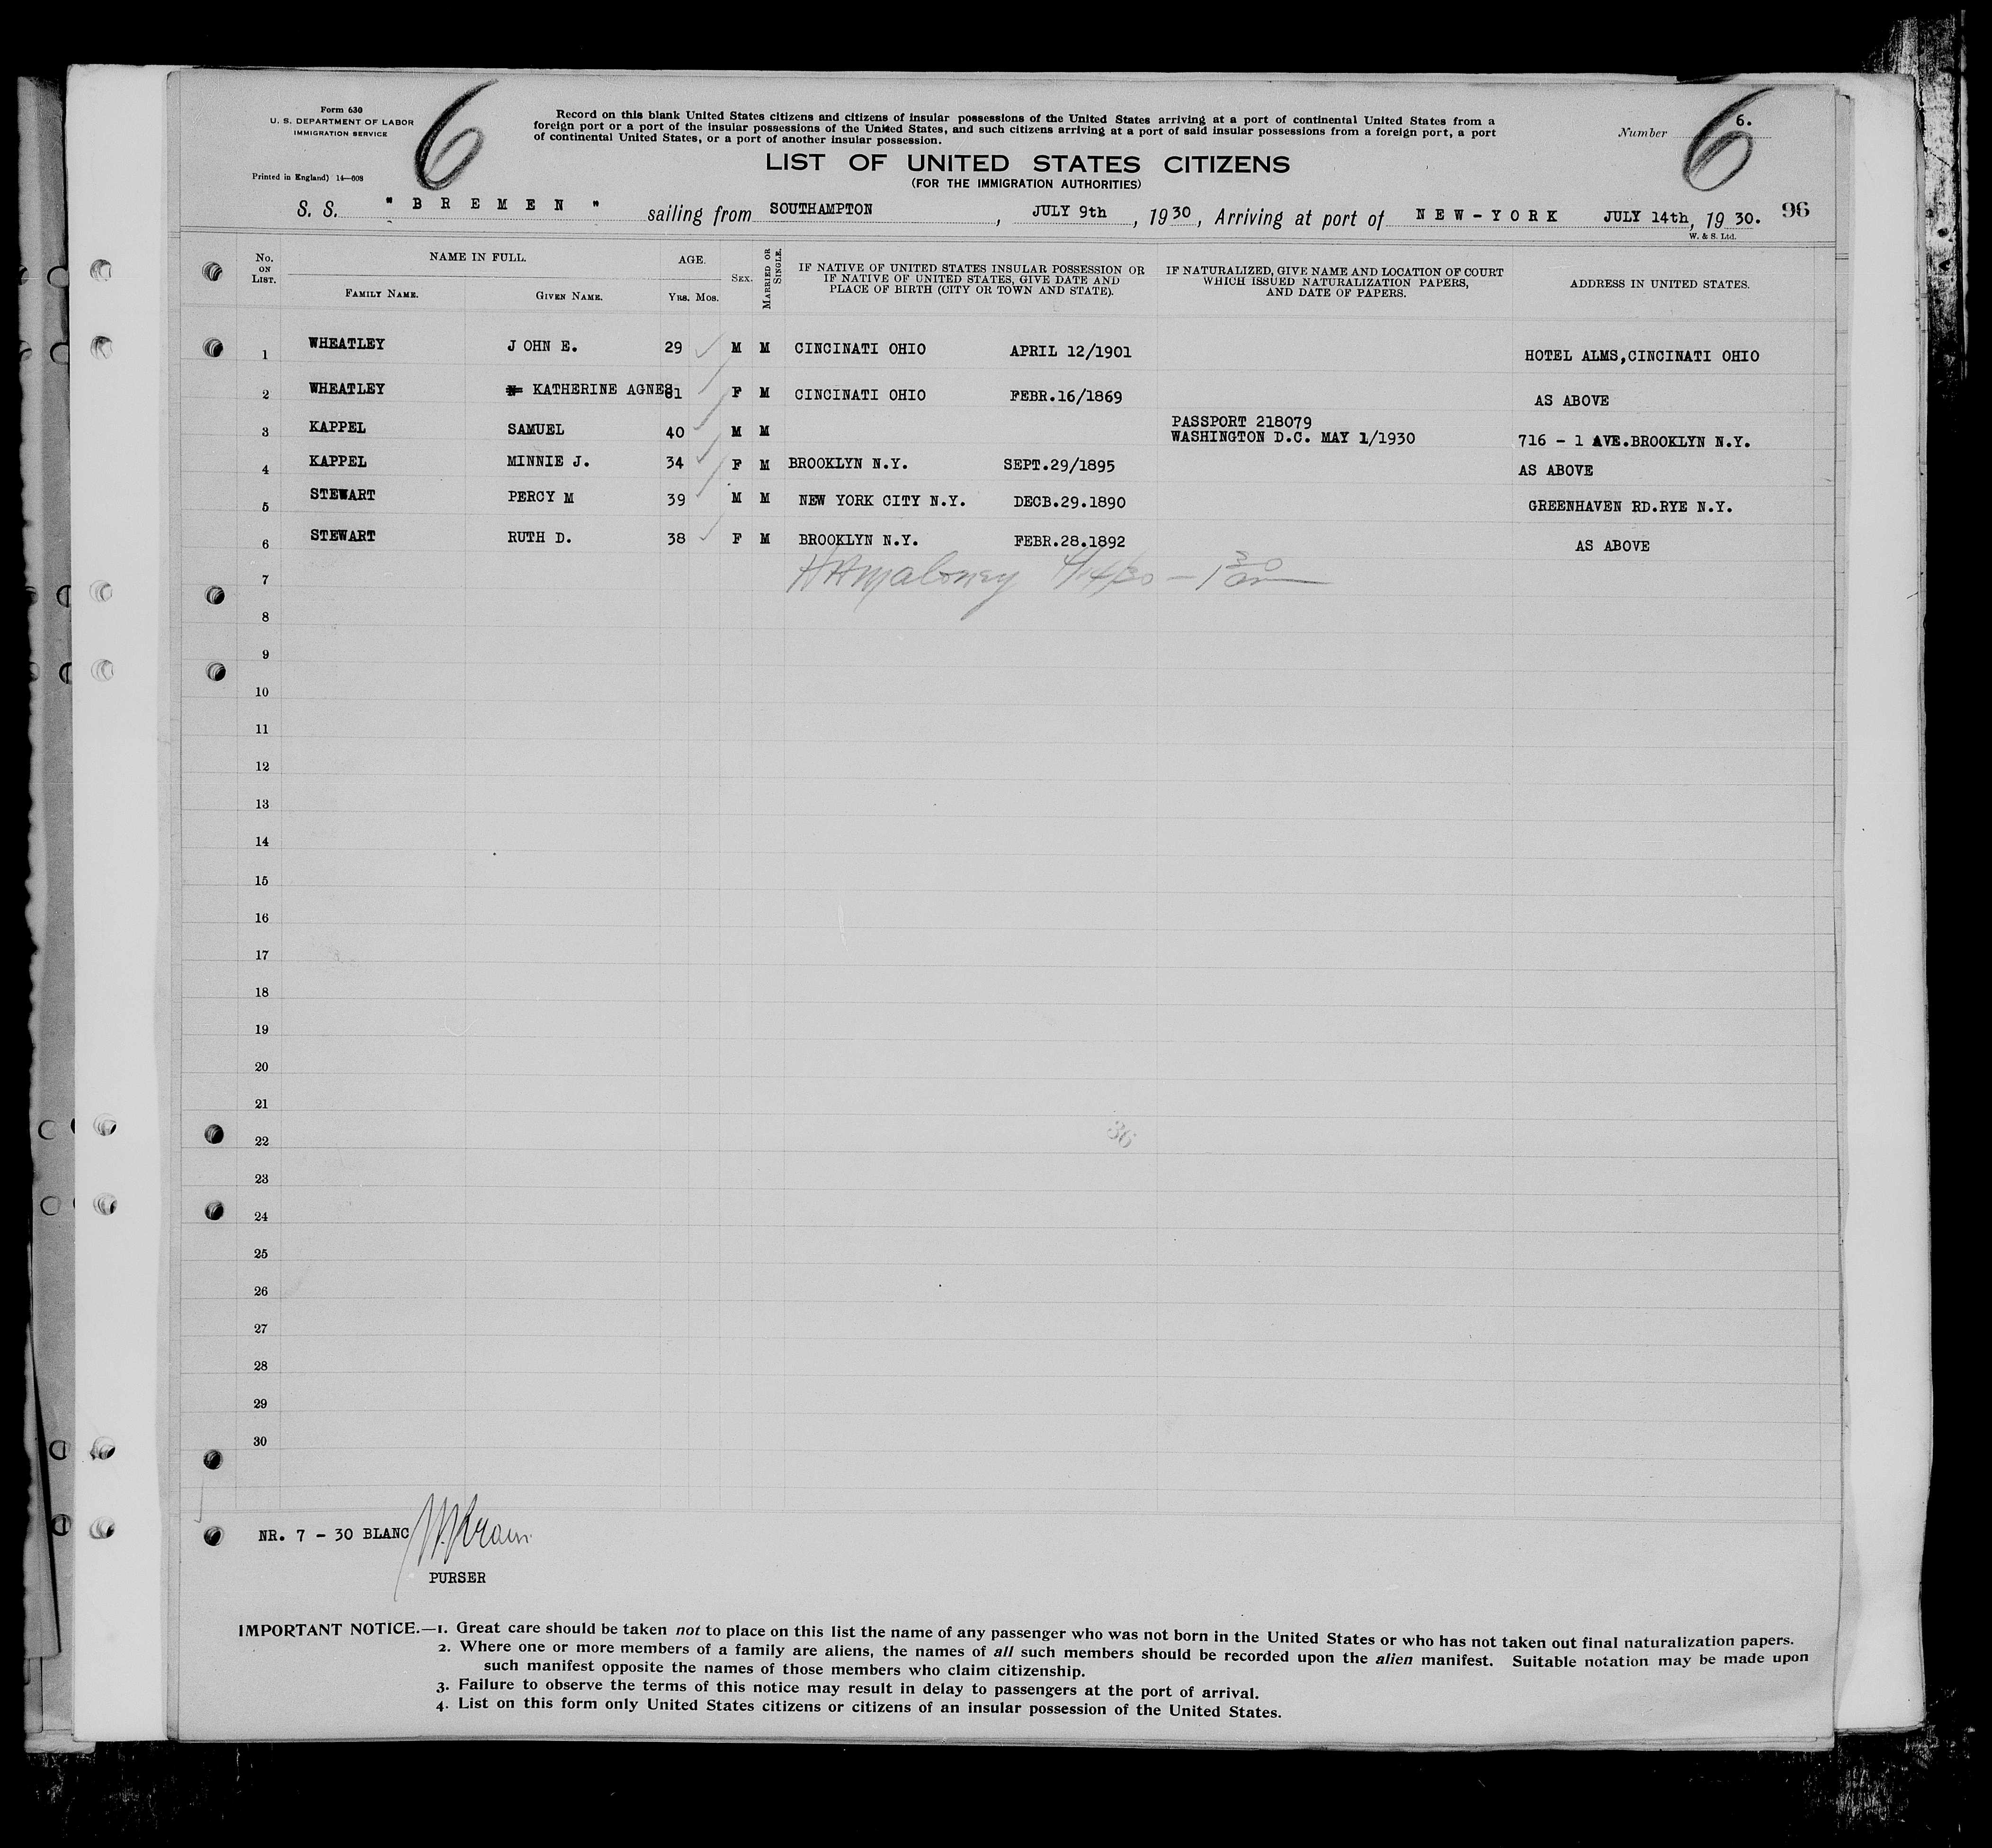 Form 630
U. S. DEPARTMENT OF LABOR
IMMIGRATION SERVICE
Printed in England) 14—608
6
Record on this blank United States citizens and citizens of insular possessions of the United States arriving at a port of continental United States from a
foreign port or a port of the insular possessions of the United States, and such citizens arriving at a port of said insular possessions from a foreign port, a port
of continental United States, or a port of another insular possession.
Number 6.
6
LIST OF UNITED STATES CITIZENS
(FOR THE IMMIGRATION AUTHORITIES)
S. S. " B R E M E N " sailing from SOUTHAMPTON, JULY 9th, 1930, Arriving at port of N E W - Y O R K JULY 14th, 19 30. 96
W. & S. Ltd.
No. ON LIST. NAME IN FULL. FAMILY NAME. GIVEN NAME. AGE. Yrs. Mos. SEX. MARRIED OR SINGLE. IF NATIVE OF UNITED STATES INSULAR POSSESSION OR IF NATIVE OF UNITED STATES, GIVE DATE AND PLACE OF BIRTH (CITY OR TOWN AND STATE). IF NATURALIZED, GIVE NAME AND LOCATION OF COURT WHICH ISSUED NATURALIZATION PAPERS, AND DATE OF PAPERS. ADDRESS IN UNITED STATES.
1 WHEATLEY J OHN E. 29 M M CINCINATI OHIO APRIL 12/1901 HOTEL ALMS,CINCINATI OHIO
2 WHEATLEY KATHERINE AGNES 61 F M CINCINATI OHIO FEBR.16/1869 AS ABOVE
3 KAPPEL SAMUEL 40 M M PASSPORT 218079
WASHINGTON D.C. MAY 1/1930 716 - 1 AVE.BROOKLYN N.Y.
4 KAPPEL MINNIE J. 34 F M BROOKLYN N.Y. SEPT.29/1895 AS ABOVE
5 STEWART PERCY M 39 M M NEW YORK CITY N.Y. DECB.29.1890 GREENHAVEN RD.RYE N.Y.
6 STEWART RUTH D. 38 F M BROOKLYN N.Y. FEBR.28.1892 AS ABOVE
7 Maloney
8
9
10
11
12
13
14
15
16
17
18
19
20
21
22 36
23
24
25
26
27
28
29
30
NR. 7 - 30 BLANC
PURSER
IMPORTANT NOTICE.—1. Great care should be taken not to place on this list the name of any passenger who was not born in the United States or who has not taken out final naturalization papers.
2. Where one or more members of a family are aliens, the names of all such members should be recorded upon the alien manifest. Suitable notation may be made upon
such manifest opposite the names of those members who claim citizenship.
3. Failure to observe the terms of this notice may result in delay to passengers at the port of arrival.
4. List on this form only United States citizens or citizens of an insular possession of the United States.